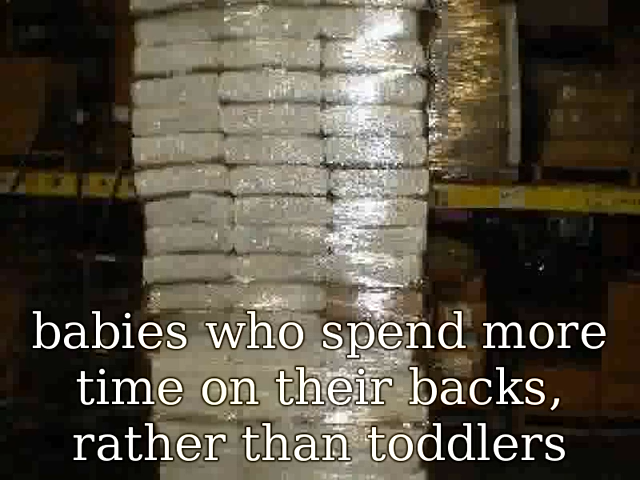 babies who spend more
time on their backs,
rather than toddlers